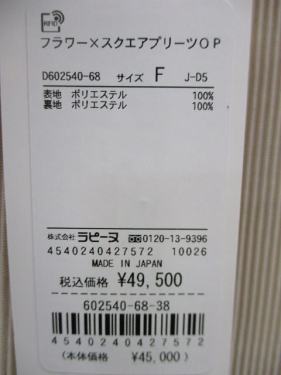 RFID
フラワー×スクエアプリーツOP
D602540-68 サイズ F J-D5
表地 ポリエステル 100%
裏地 ポリエステル 100%
株式会社 ラピーヌ 0120-13-9396
4540240427572 10026
MADE IN JAPAN
税込価格 ¥49,500
602540-68-38
4540240427572
(本体価格 ¥45,000)